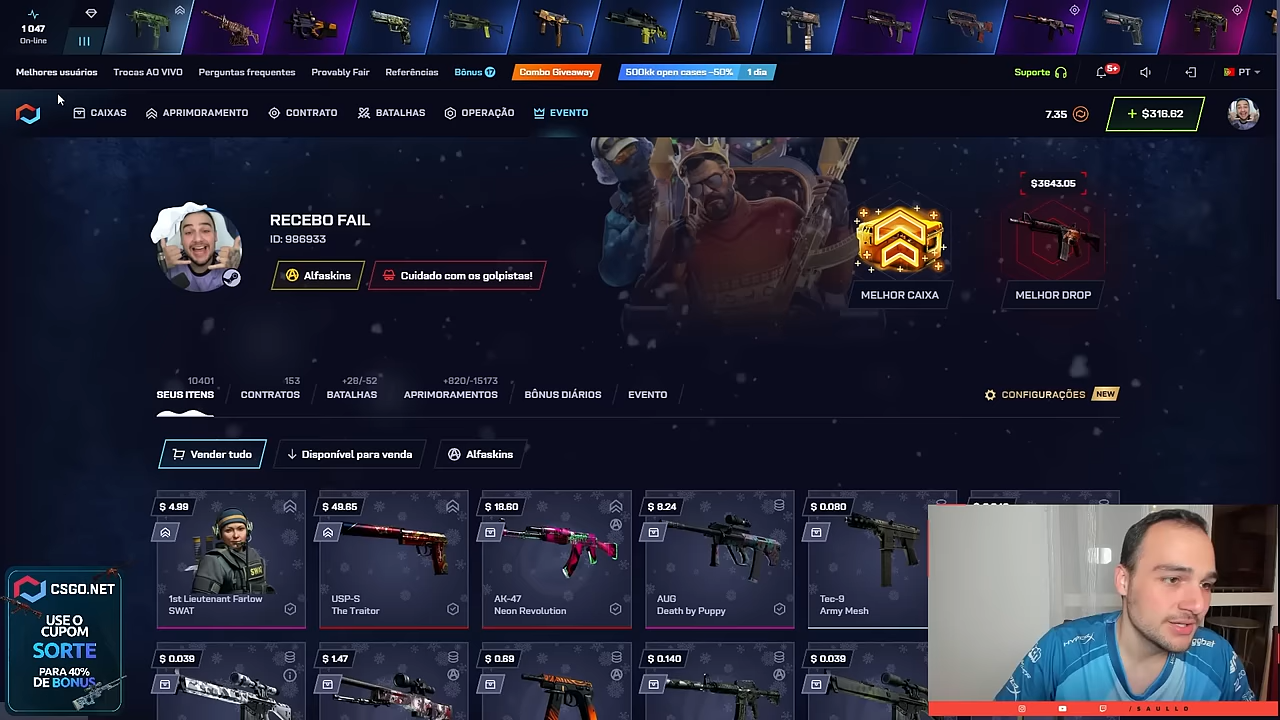 1 047
On-line
Melhores usuários
Trocas AO VIVO
Perguntas frequentes
Provably Fair
Referências
Bônus
Combo Giveaway
500kk open cases –50%
1 dia
Suporte
5+
PT
CAIXAS
APRIMORAMENTO
CONTRATO
BATALHAS
OPERAÇÃO
EVENTO
7.35
+ $316.62
RECEBO FAIL
ID: 986933
Alfaskins
Cuidado com os golpistas!
MELHOR CAIXA
$3643.05
MELHOR DROP
10401
SEUS ITENS
153
CONTRATOS
+28/-52
BATALHAS
+820/-15173
APRIMORAMENTOS
BÔNUS DIÁRIOS
EVENTO
CONFIGURAÇÕES
NEW
Vender tudo
Disponível para venda
Alfaskins
$ 4.99
1st Lieutenant Farlow
SWAT
$ 49.65
USP-S
The Traitor
$ 18.60
AK-47
Neon Revolution
$ 8.24
AUG
Death by Puppy
$ 0.080
Tec-9
Army Mesh
$ 0.039
$ 1.47
$ 0.69
$ 0.140
$ 0.039
CSGO.NET
USE O
CUPOM
SORTE
PARA 40%
DE BONUS
/SAULLO